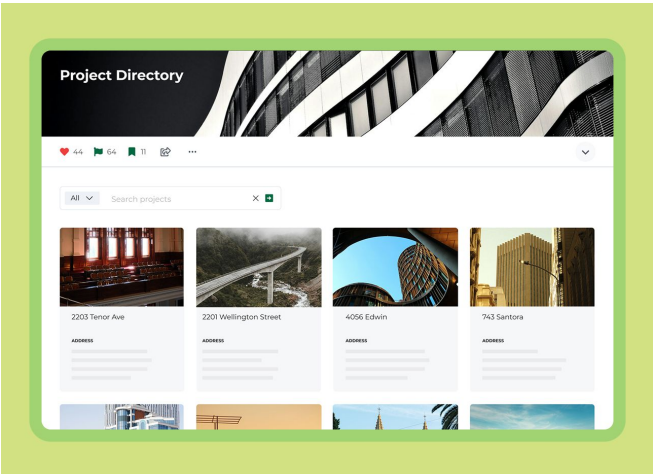 Project Directory
44 64 11
All Search projects
2203 Tenor Ave
2201 Wellington Street
4056 Edwin
743 Santora
ADDRESS
ADDRESS
ADDRESS
ADDRESS